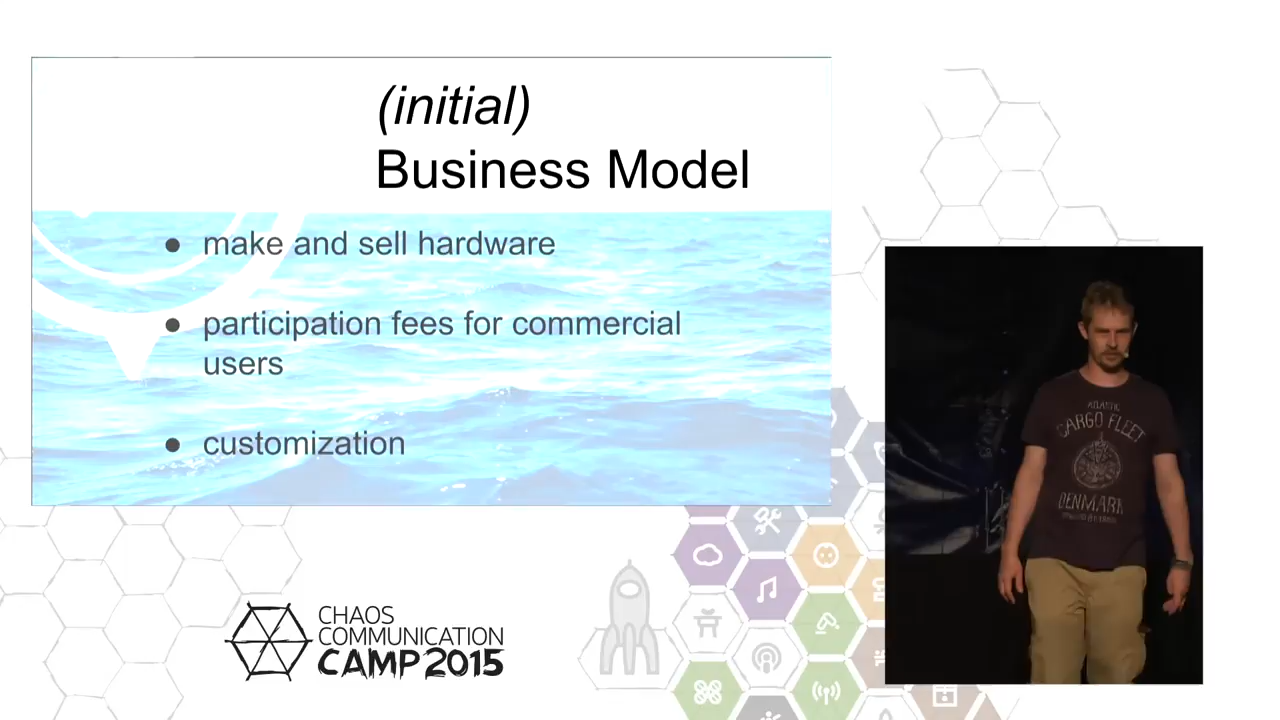 (initial)
Business Model
● make and sell hardware
● participation fees for commercial
users
● customization
ATLANTIC
CARGO FLEET
DENMARK
CHAOS
COMMUNICATION
CAMP 2015